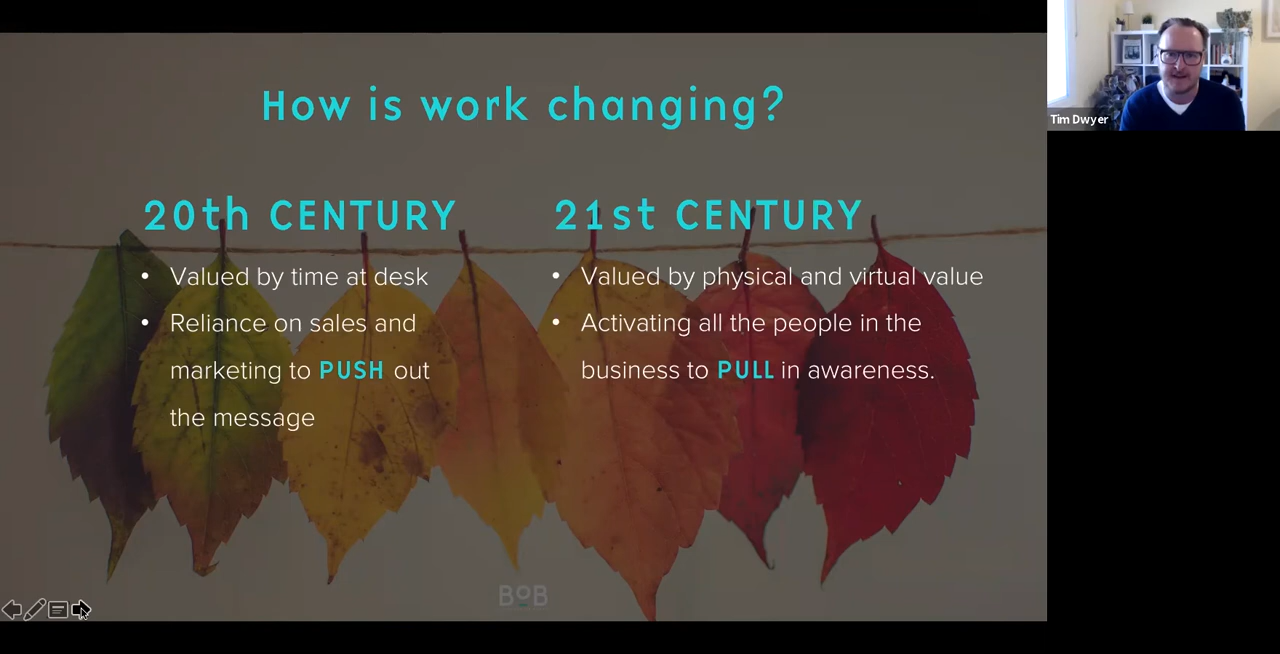 How is work changing?
20th CENTURY
• Valued by time at desk
• Reliance on sales and
marketing to PUSH out
the message
21st CENTURY
• Valued by physical and virtual value
• Activating all the people in the
business to PULL in awareness.
BOB
Tim Dwyer